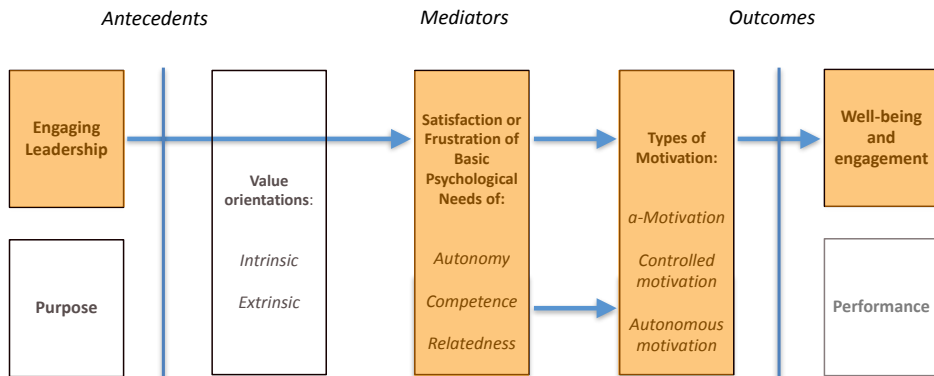 Antecedents
Mediators
Outcomes
Engaging
Leadership
Purpose
Value
orientations:
Intrinsic
Extrinsic
Satisfaction or
Frustration of
Basic
Psychological
Needs of:
Autonomy
Competence
Relatedness
Types of
Motivation:
a-Motivation
Controlled
motivation
Autonomous
motivation
Well-being
and
engagement
Performance